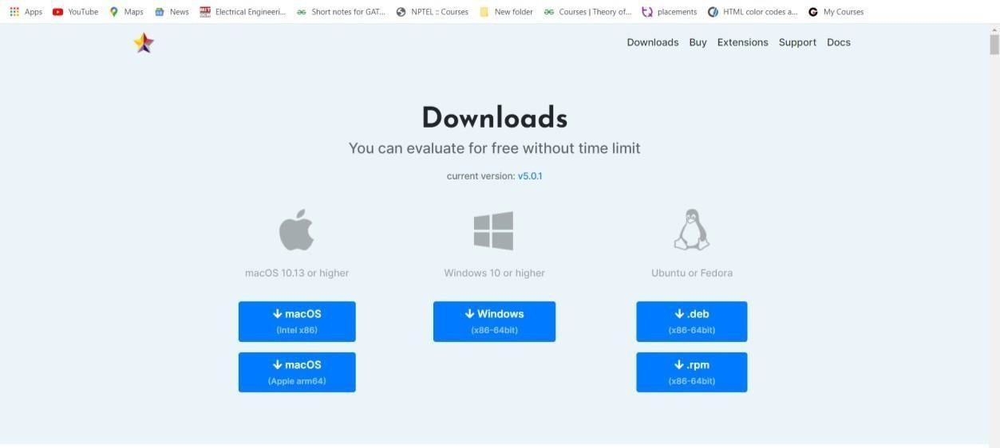 Apps YouTube Maps News Electrical Engineeri... Short notes for GAT... NPTEL :: Courses New folder Courses | Theory of... placements HTML color codes a... My Courses
Downloads Buy Extensions Support Docs
Downloads
You can evaluate for free without time limit
current version: v5.0.1
macOS 10.13 or higher Windows 10 or higher Ubuntu or Fedora
macOS Windows .deb
(Intel x86) (x86-64bit) (x86-64bit)
macOS .rpm
(Apple arm64) (x86-64bit)